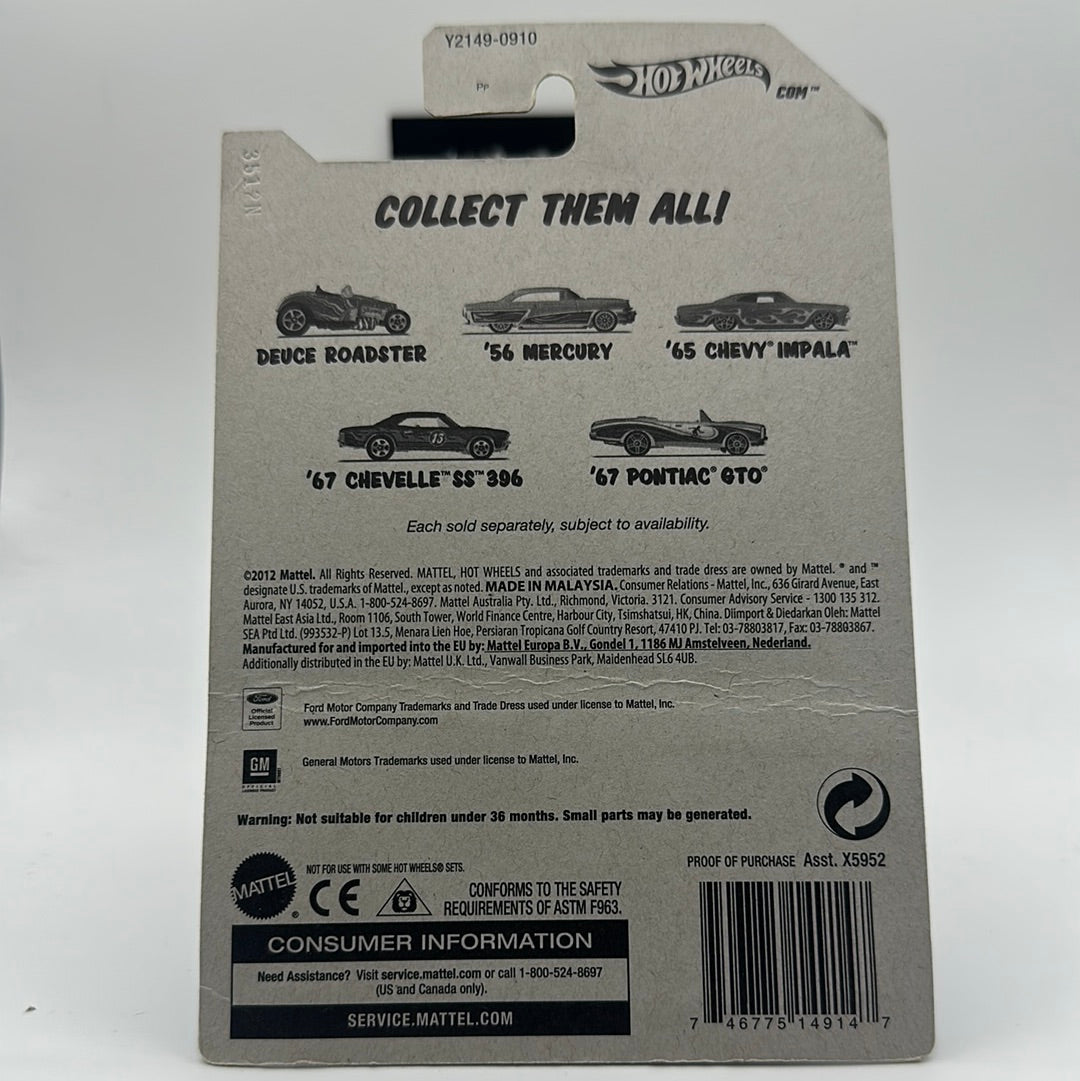 Y2149-0910
Pp
HOT WHEELS
COM™
3517N
COLLECT THEM ALL!
DEUCE ROADSTER
'56 MERCURY
'65 CHEVY® IMPALA™
15
'67 CHEVELLE™ SS™ 396
'67 PONTIAC® GTO®
Each sold separately, subject to availability.
©2012 Mattel. All Rights Reserved. MATTEL, HOT WHEELS and associated trademarks and trade dress are owned by Mattel. ® and ™
designate U.S. trademarks of Mattel., except as noted. MADE IN MALAYSIA. Consumer Relations - Mattel, Inc., 636 Girard Avenue, East
Aurora, NY 14052, U.S.A. 1-800-524-8697. Mattel Australia Pty. Ltd., Richmond, Victoria. 3121. Consumer Advisory Service - 1300 135 312.
Mattel East Asia Ltd., Room 1106, South Tower, World Finance Centre, Harbour City, Tsimshatsui, HK, China. Diimport & Diedarkan Oleh: Mattel
SEA Ptd Ltd. (993532-P) Lot 13.5, Menara Lien Hoe, Persiaran Tropicana Golf Country Resort, 47410 PJ. Tel: 03-78803817, Fax: 03-78803867.
Manufactured for and imported into the EU by: Mattel Europa B.V., Gondel 1, 1186 MJ Amstelveen, Nederland.
Additionally distributed in the EU by: Mattel U.K. Ltd., Vanwall Business Park, Maidenhead SL6 4UB.
Ford
Official
Licensed
Product
Ford Motor Company Trademarks and Trade Dress used under license to Mattel, Inc.
www.FordMotorCompany.com
GM
OFFICIAL
LICENSED PRODUCT
General Motors Trademarks used under license to Mattel, Inc.
Warning: Not suitable for children under 36 months. Small parts may be generated.
PROOF OF PURCHASE Asst. X5952
MATTEL®
NOT FOR USE WITH SOME HOT WHEELS® SETS.
CE
CONFORMS TO THE SAFETY
REQUIREMENTS OF ASTM F963.
CONSUMER INFORMATION
Need Assistance? Visit service.mattel.com or call 1-800-524-8697
(US and Canada only).
SERVICE.MATTEL.COM
7 46775 14914 7